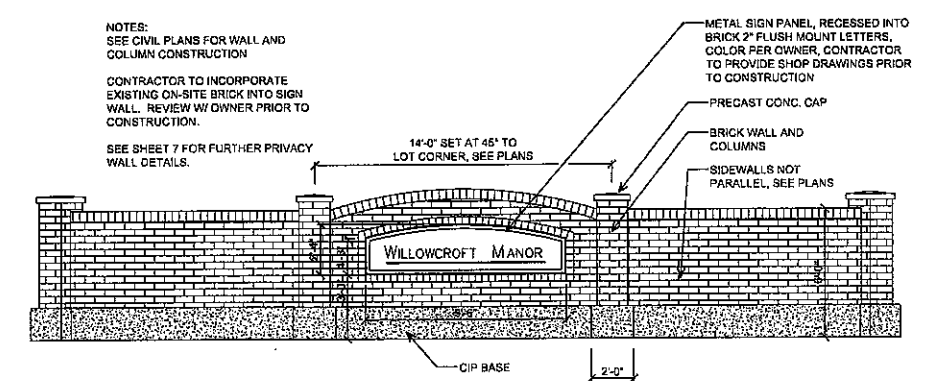 NOTES:
SEE CIVIL PLANS FOR WALL AND
COLUMN CONSTRUCTION
CONTRACTOR TO INCORPORATE
EXISTING ON-SITE BRICK INTO SIGN
WALL. REVIEW W/ OWNER PRIOR TO
CONSTRUCTION.
SEE SHEET 7 FOR FURTHER PRIVACY
WALL DETAILS.
14'-0" SET AT 45° TO
LOT CORNER, SEE PLANS
METAL SIGN PANEL, RECESSED INTO
BRICK 2" FLUSH MOUNT LETTERS,
COLOR PER OWNER, CONTRACTOR
TO PROVIDE SHOP DRAWINGS PRIOR
TO CONSTRUCTION
PRECAST CONC. CAP
BRICK WALL AND
COLUMNS
SIDEWALLS NOT
PARALLEL, SEE PLANS
WILLOWCROFT MANOR
CIP BASE
2'-0"